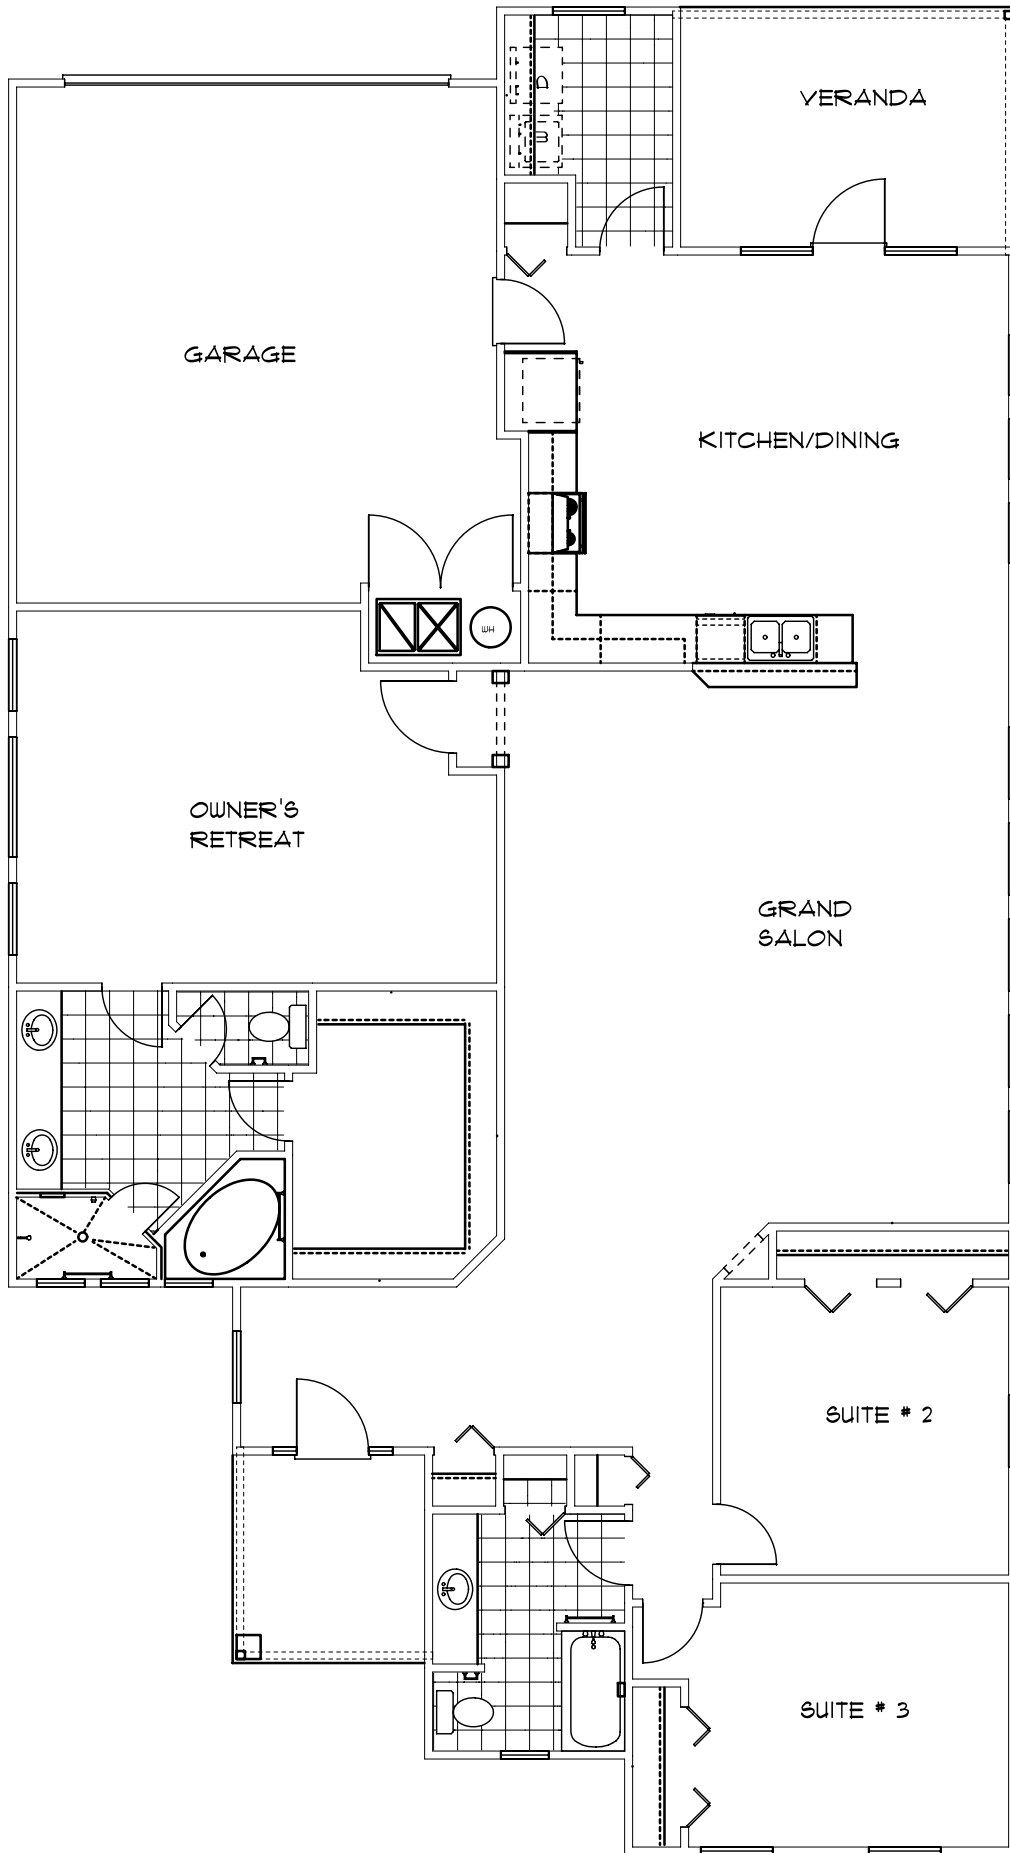 D
VERANDA
W
GARAGE
KITCHEN/DINING
WH
OWNER'S
RETREAT
GRAND
SALON
SUITE # 2
SUITE # 3